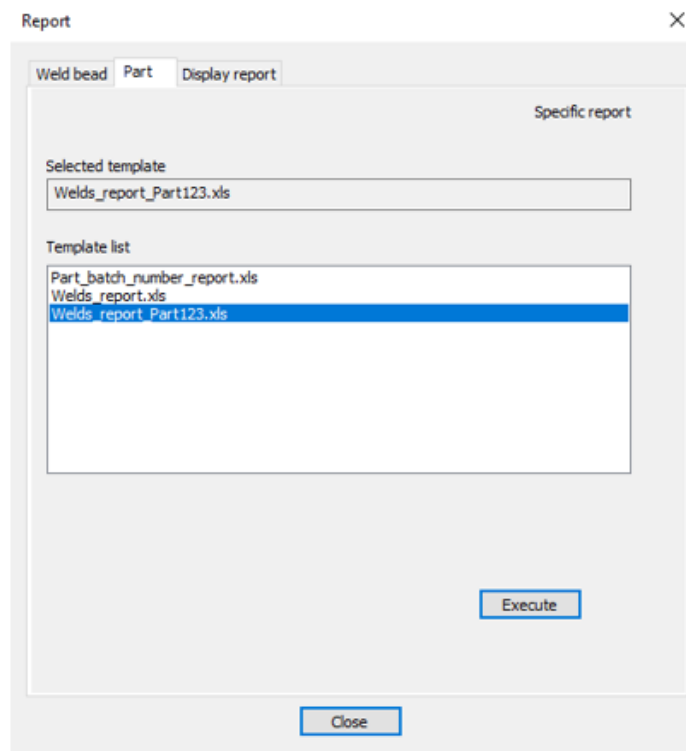 Report
Weld bead Part Display report
Specific report
Selected template
Welds_report_Part123.xls
Template list
Part_batch_number_report.xls
Welds_report.xls
Welds_report_Part123.xls
Execute
Close